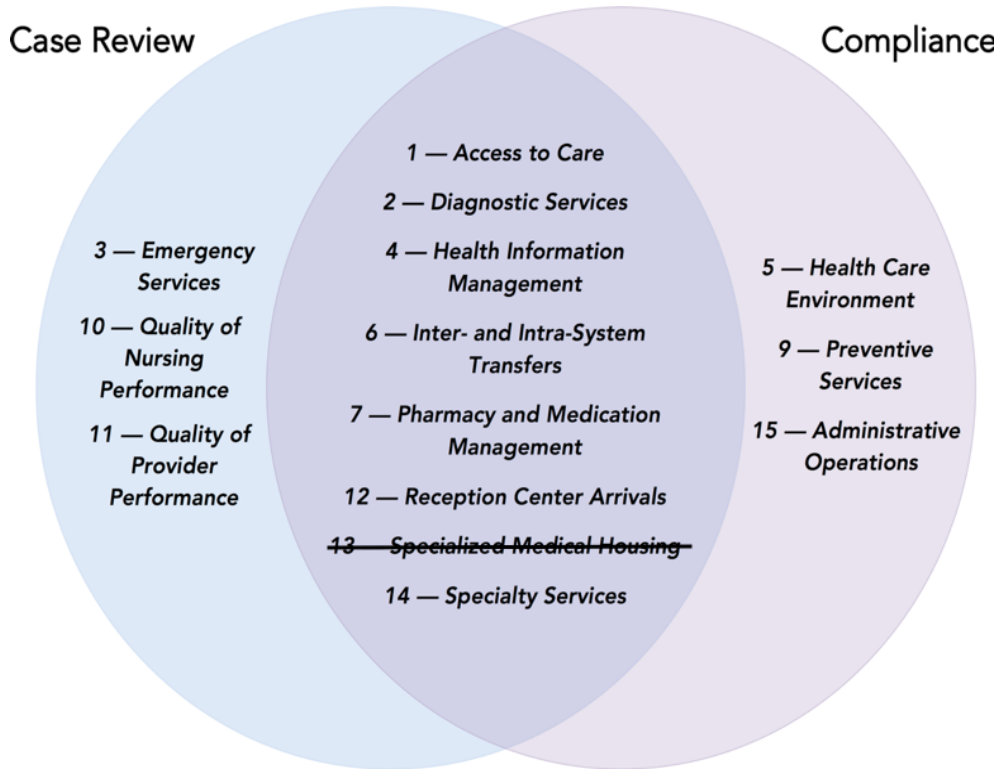 Case Review
Compliance
3 — Emergency
Services
10 — Quality of
Nursing
Performance
11 — Quality of
Provider
Performance
1 — Access to Care
2 — Diagnostic Services
4 — Health Information
Management
6 — Inter- and Intra-System
Transfers
7 — Pharmacy and Medication
Management
12 — Reception Center Arrivals
13 — Specialized Medical Housing
14 — Specialty Services
5 — Health Care
Environment
9 — Preventive
Services
15 — Administrative
Operations